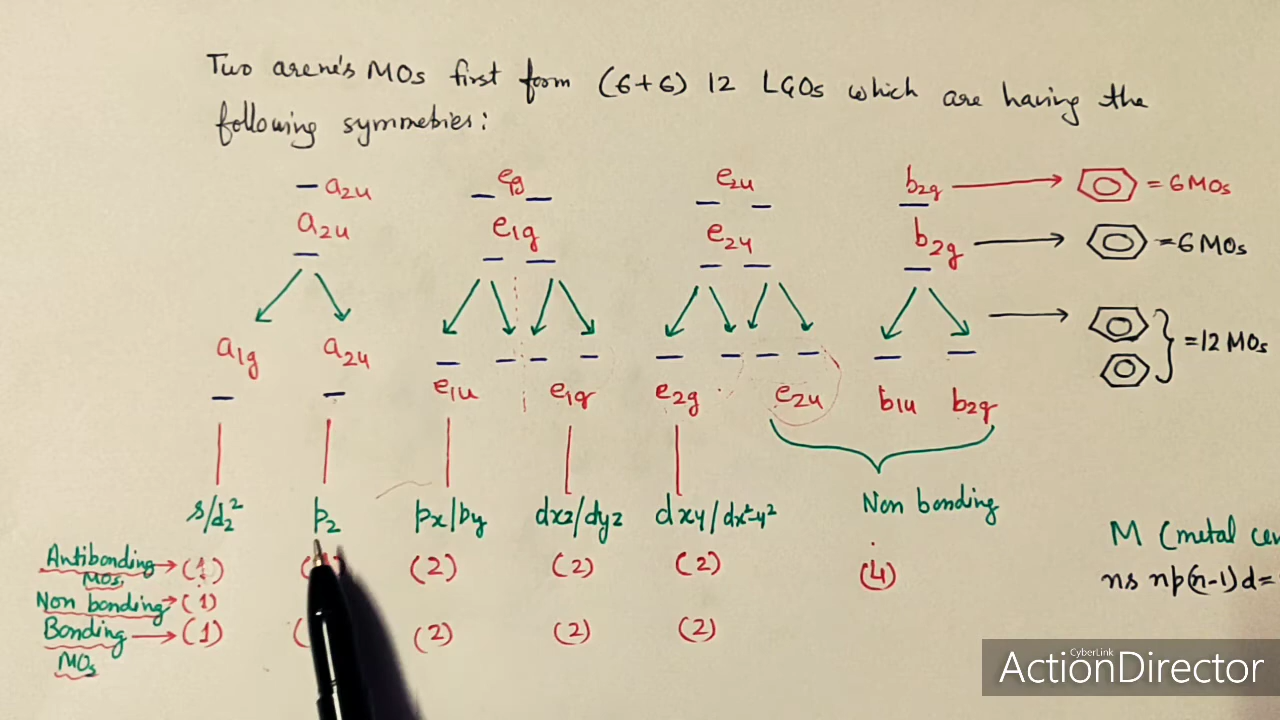 Two arene's MOs first form (6+6) 12 LGOs which are having the
following symmetries:
a2u eg e2u b2g = 6 MOs
a2u e1g e2u b2g = 6 MOs
a1g a2u = 12 MOs
e1u e1g e2g e2u b1u b2g
s/dz² pz px/py dxz/dyz dxy/dx²-y² Non bonding
M (metal cen
Antibonding MOs (1) (2) (2) (2) (4)
ns np(n-1)d=
Non bonding (1)
Bonding MOs (1) (2) (2) (2)
CyberLink
ActionDirector